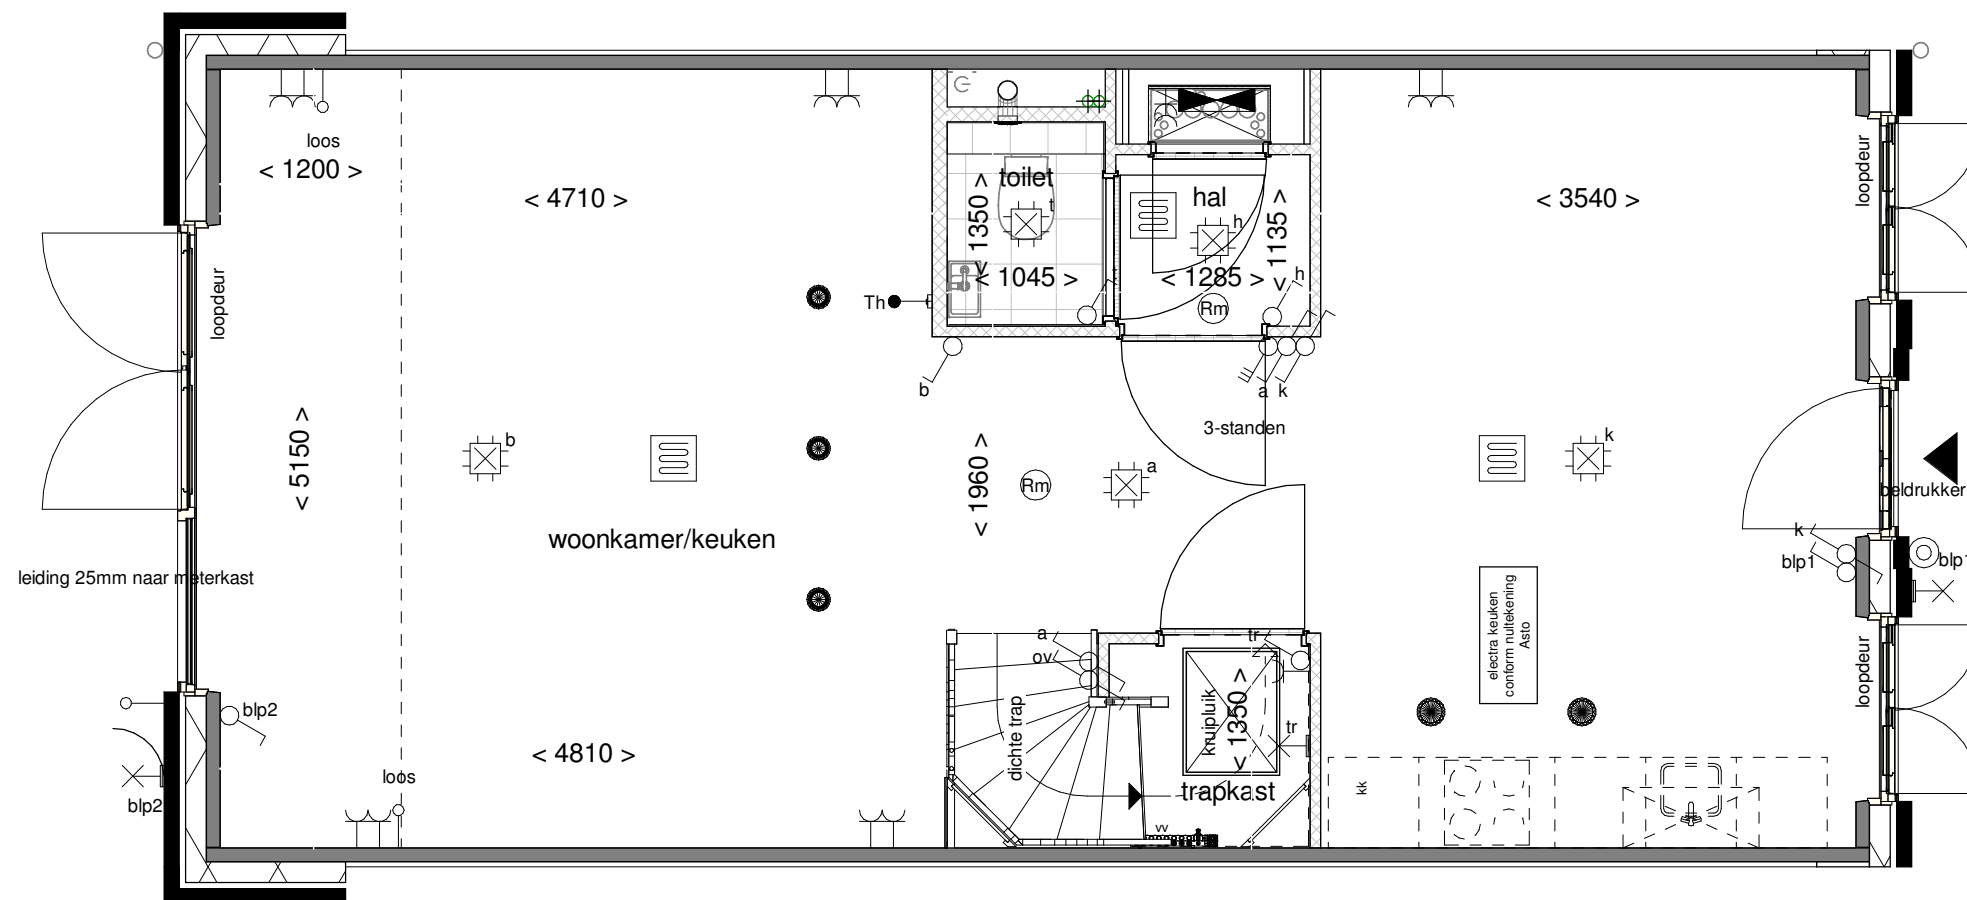 loos
< 1200 >
< 4710 >
toilet
t
< 1350 >
< 1045 >
t
hal
h
< 1135 >
< 1285 >
h
Rm
< 3540 >
loopdeur
loopdeur
Th
b
a k
3-standen
b
< 5150 >
< 1960 >
Rm
a
k
beldrukker
woonkamer/keuken
k
blp1
blp1
leiding 25mm naar meterkast
electra keuken
conform nultekening
Asto
a
ov
tr
loopdeur
blp2
dichte trap
kruipluik
< 1350 >
tr
< 4810 >
loos
blp2
trapkast
kk
vv